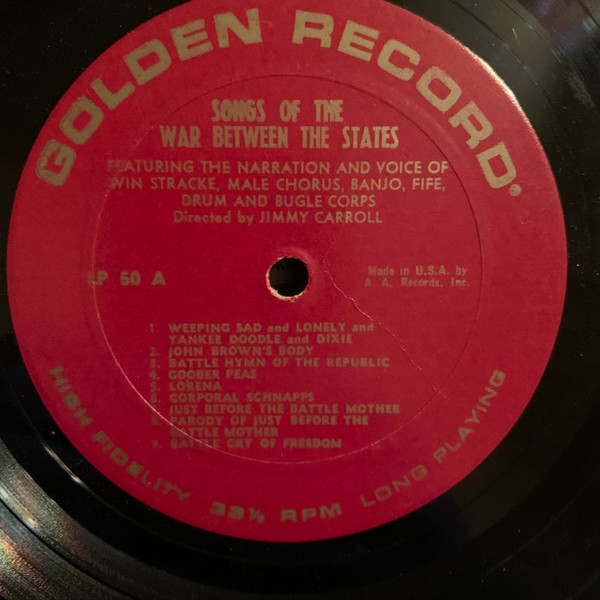 GOLDEN RECORD®
SONGS OF THE
WAR BETWEEN THE STATES
FEATURING THE NARRATION AND VOICE OF
WIN STRACKE, MALE CHORUS, BANJO, FIFE,
DRUM AND BUGLE CORPS
Directed by JIMMY CARROLL
LP 50 A
Made in U.S.A. by
A. A. Records, Inc.
1. WEEPING SAD and LONELY and
YANKEE DOODLE and DIXIE
2. JOHN BROWN'S BODY
3. BATTLE HYMN OF THE REPUBLIC
4. GOOBER PEAS
5. LORENA
6. CORPORAL SCHNAPPS
JUST BEFORE THE BATTLE MOTHER
8. PARODY OF JUST BEFORE THE
BATTLE MOTHER
9. BATTLE CRY OF FREEDOM
HIGH FIDELITY 33⅓ RPM LONG PLAYING